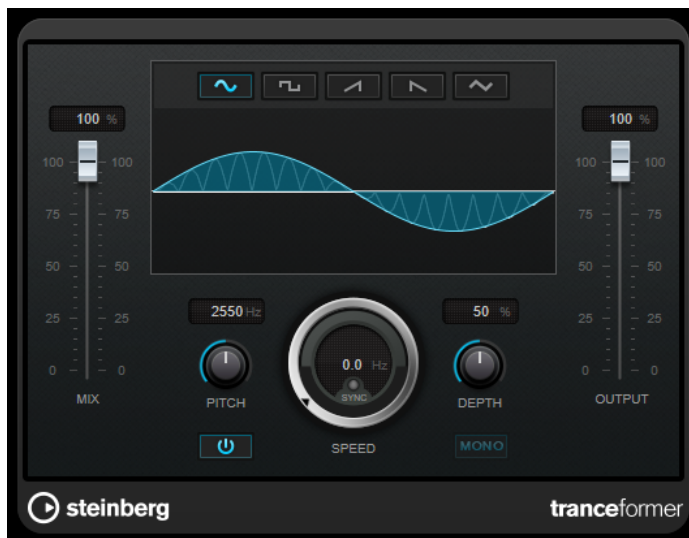 100 %
100 %
100 100
75 75
50 50
25 25
0 0
MIX
100 100
75 75
50 50
25 25
0 0
OUTPUT
2550 Hz
PITCH
0.0 Hz
SYNC
SPEED
50 %
DEPTH
MONO
steinberg
tranceformer